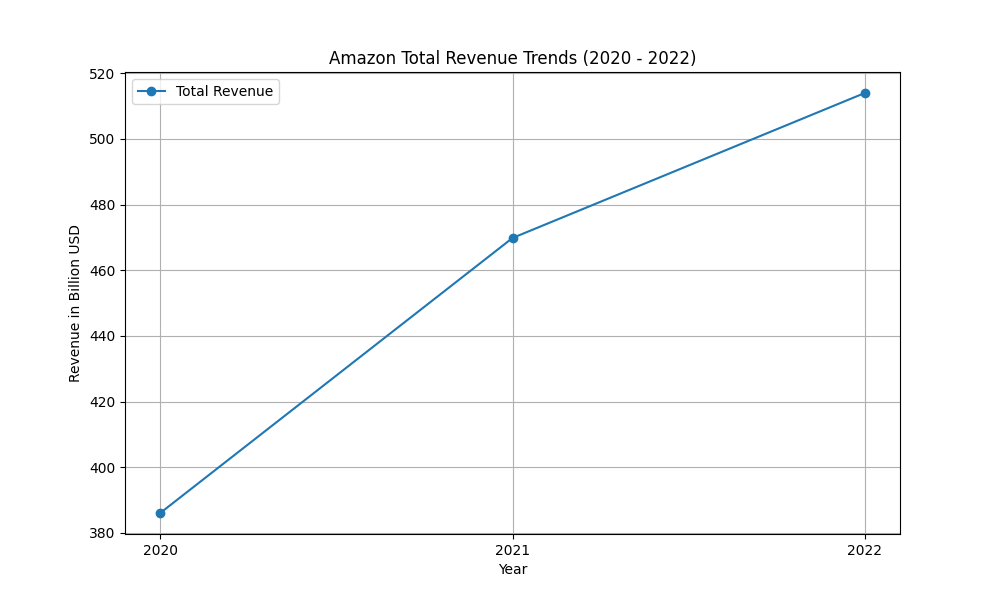 Amazon Total Revenue Trends (2020 - 2022)
Total Revenue
Revenue in Billion USD
520
500
480
460
440
420
400
380
2020 2021 2022
Year